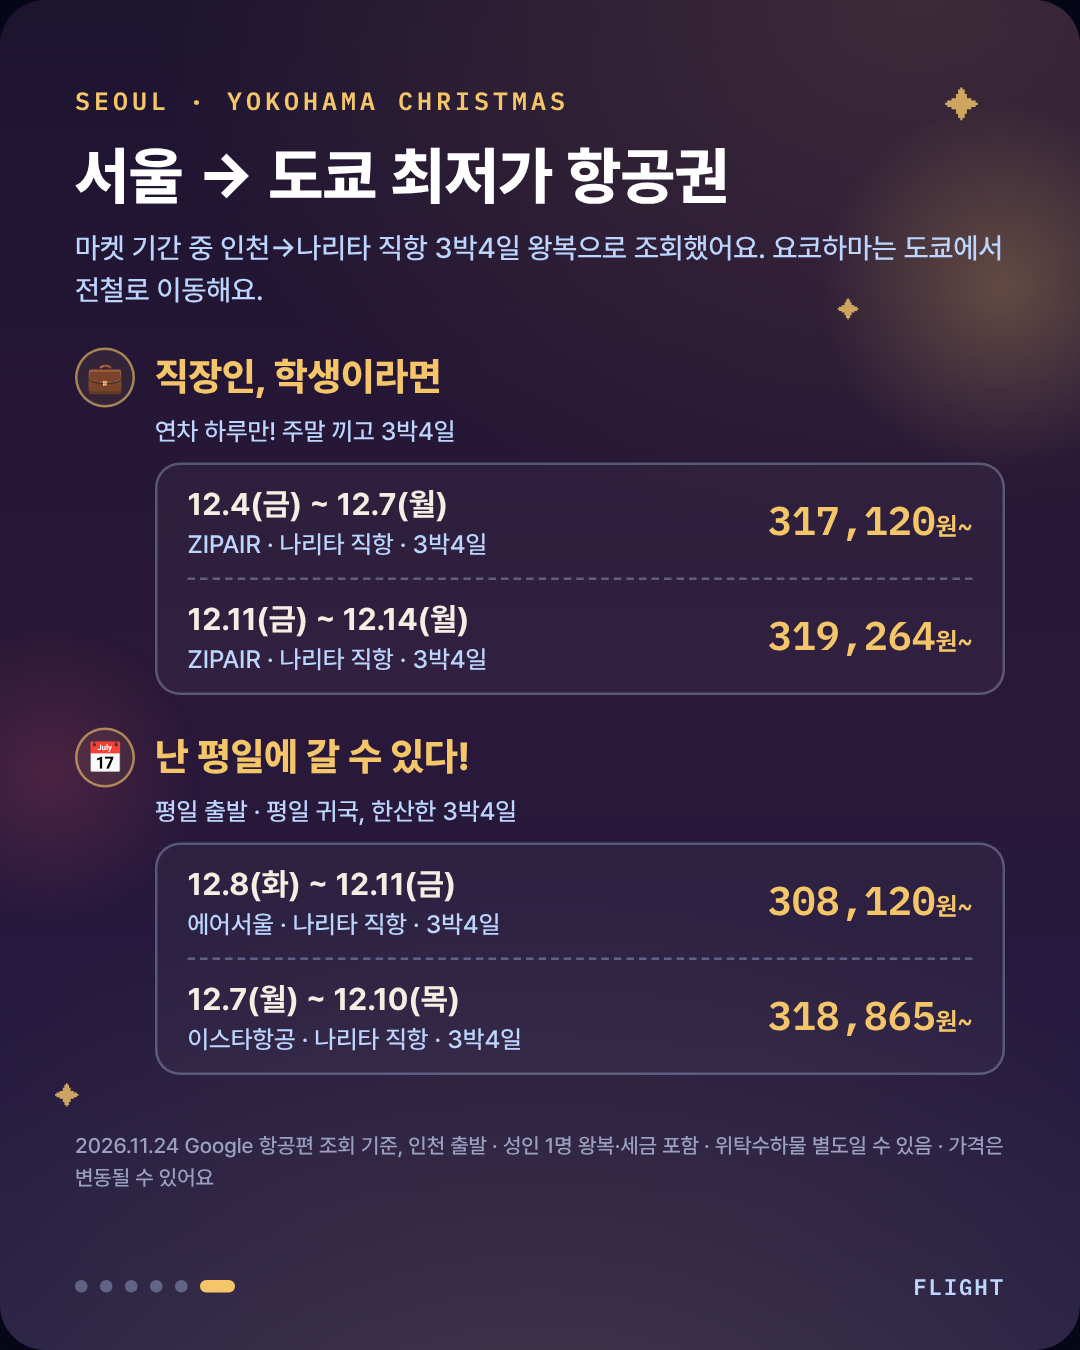 SEOUL · YOKOHAMA CHRISTMAS
서울 → 도쿄 최저가 항공권
마켓 기간 중 인천→나리타 직항 3박4일 왕복으로 조회했어요. 요코하마는 도쿄에서
전철로 이동해요.
직장인, 학생이라면
연차 하루만! 주말 끼고 3박4일
12.4(금) ~ 12.7(월)
317,120원~
ZIPAIR · 나리타 직항 · 3박4일
12.11(금) ~ 12.14(월)
319,264원~
ZIPAIR · 나리타 직항 · 3박4일
July
17
난 평일에 갈 수 있다!
평일 출발 · 평일 귀국, 한산한 3박4일
12.8(화) ~ 12.11(금)
308,120원~
에어서울 · 나리타 직항 · 3박4일
12.7(월) ~ 12.10(목)
318,865원~
이스타항공 · 나리타 직항 · 3박4일
2026.11.24 Google 항공편 조회 기준, 인천 출발 · 성인 1명 왕복·세금 포함 · 위탁수하물 별도일 수 있음 · 가격은
변동될 수 있어요
FLIGHT